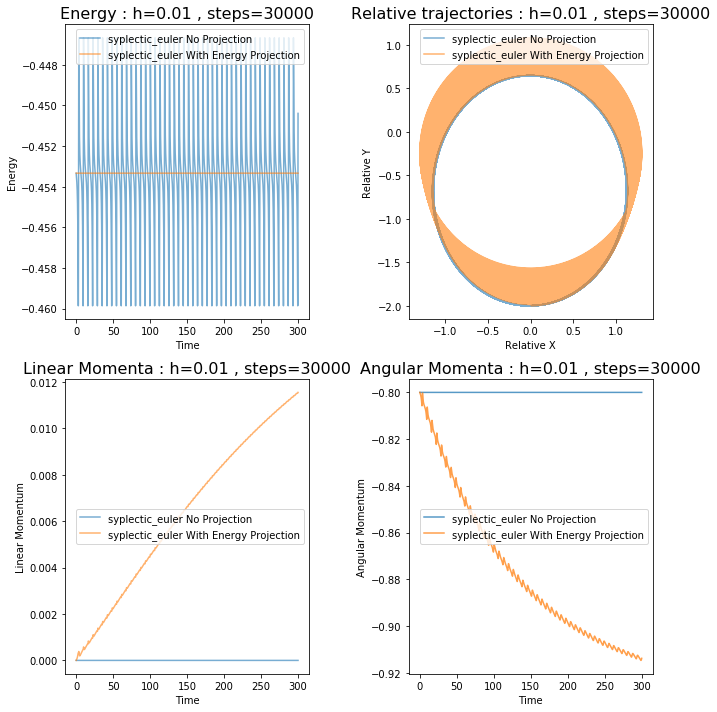 Energy : h=0.01 , steps=30000
syplectic_euler No Projection
syplectic_euler With Energy Projection
−0.448
−0.450
−0.452
−0.454
−0.456
−0.458
−0.460
Energy
0 50 100 150 200 250 300
Time
Relative trajectories : h=0.01 , steps=30000
syplectic_euler No Projection
syplectic_euler With Energy Projection
1.0
0.5
0.0
−0.5
−1.0
−1.5
−2.0
Relative Y
−1.0 −0.5 0.0 0.5 1.0
Relative X
Linear Momenta : h=0.01 , steps=30000
0.012
0.010
0.008
0.006
0.004
0.002
0.000
Linear Momentum
syplectic_euler No Projection
syplectic_euler With Energy Projection
0 50 100 150 200 250 300
Time
Angular Momenta : h=0.01 , steps=30000
−0.80
−0.82
−0.84
−0.86
−0.88
−0.90
−0.92
Angular Momentum
syplectic_euler No Projection
syplectic_euler With Energy Projection
0 50 100 150 200 250 300
Time